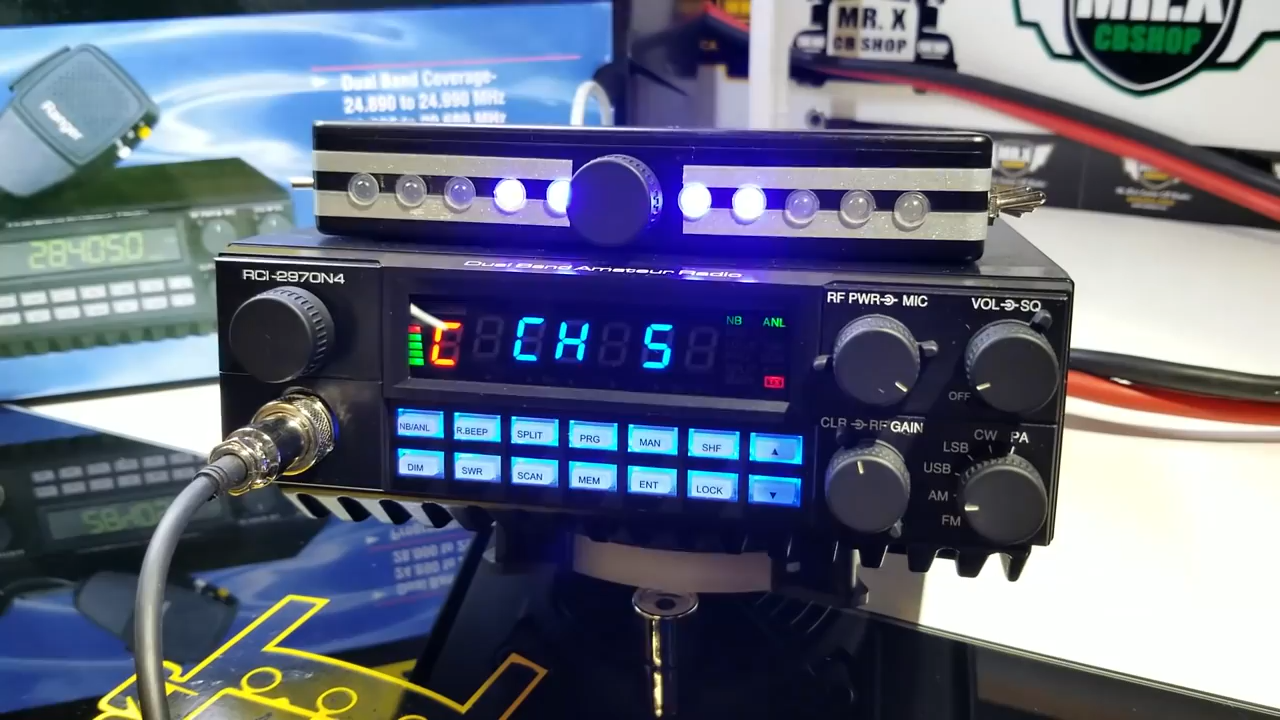 MR. X
CB SHOP
MR.X
CBSHOP
Dual Band Coverage-
24.890 to 24.990 MHz
Ranger
284050
RCI-2970N4
Dual Band Amateur Radio
C CH 5
NB ANL
RF PWR MIC
VOL SQ
OFF
CLR RF GAIN
CW PA
LSB
USB
AM
FM
NB/ANL R.BEEP SPLIT PRG MAN SHF ▲
DIM SWR SCAN MEM ENT LOCK ▼